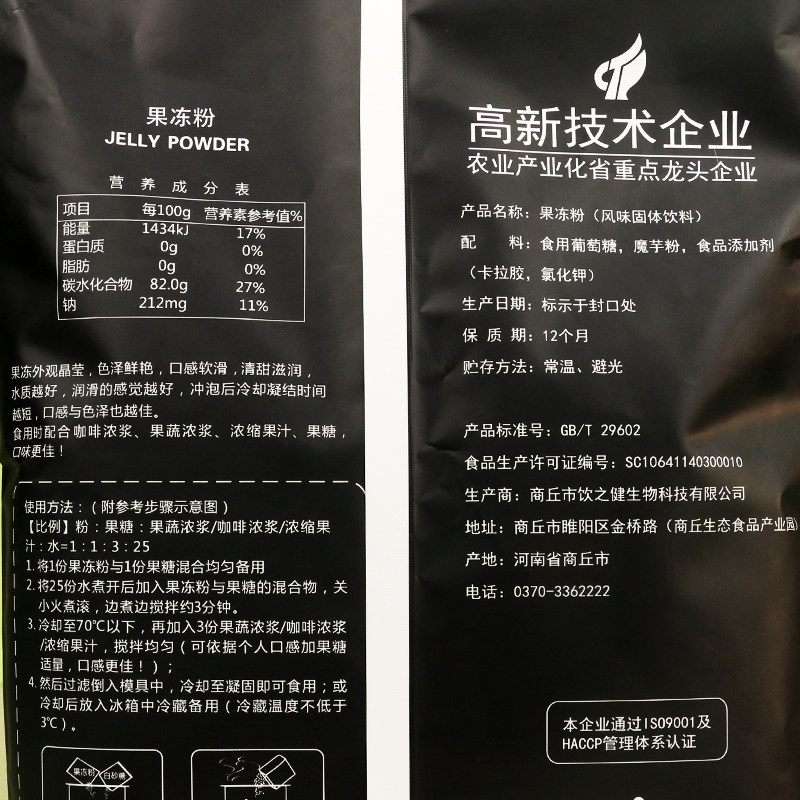 果冻粉
JELLY POWDER
营养成分表
项目 每100g 营养素参考值%
能量 1434kJ 17%
蛋白质 0g 0%
脂肪 0g 0%
碳水化合物 82.0g 27%
钠 212mg 11%
果冻外观晶莹，色泽鲜艳，口感软滑，清甜滋润，
水质越好，润滑的感觉越好，冲泡后冷却凝结时间
越短，口感与色泽也越佳。
食用时配合咖啡浓浆、果蔬浓浆、浓缩果汁、果糖，
口味更佳！
使用方法：（附参考步骤示意图）
【比例】粉：果糖：果蔬浓浆/咖啡浓浆/浓缩果
汁：水=1：1：3：25
1.将1份果冻粉与1份果糖混合均匀备用
2.将25份水煮开后加入果冻粉与果糖的混合物，关
小火煮滚，边煮边搅拌约3分钟。
3.冷却至70℃以下，再加入3份果蔬浓浆/咖啡浓浆
/浓缩果汁，搅拌均匀（可依据个人口感加果糖
适量，口感更佳！）；
4.然后过滤倒入模具中，冷却至凝固即可食用；或
冷却后放入冰箱中冷藏备用（冷藏温度不低于
3℃）。
果冻粉 白砂糖
高新技术企业
农业产业化省重点龙头企业
产品名称：果冻粉（风味固体饮料）
配 料：食用葡萄糖，魔芋粉，食品添加剂
（卡拉胶，氯化钾）
生产日期：标示于封口处
保 质 期：12个月
贮存方法：常温、避光
产品标准号：GB/T 29602
食品生产许可证编号：SC10641140300010
生产商：商丘市饮之健生物科技有限公司
地址：商丘市睢阳区金桥路（商丘生态食品产业园）
产地：河南省商丘市
电话：0370-3362222
本企业通过ISO9001及
HACCP管理体系认证